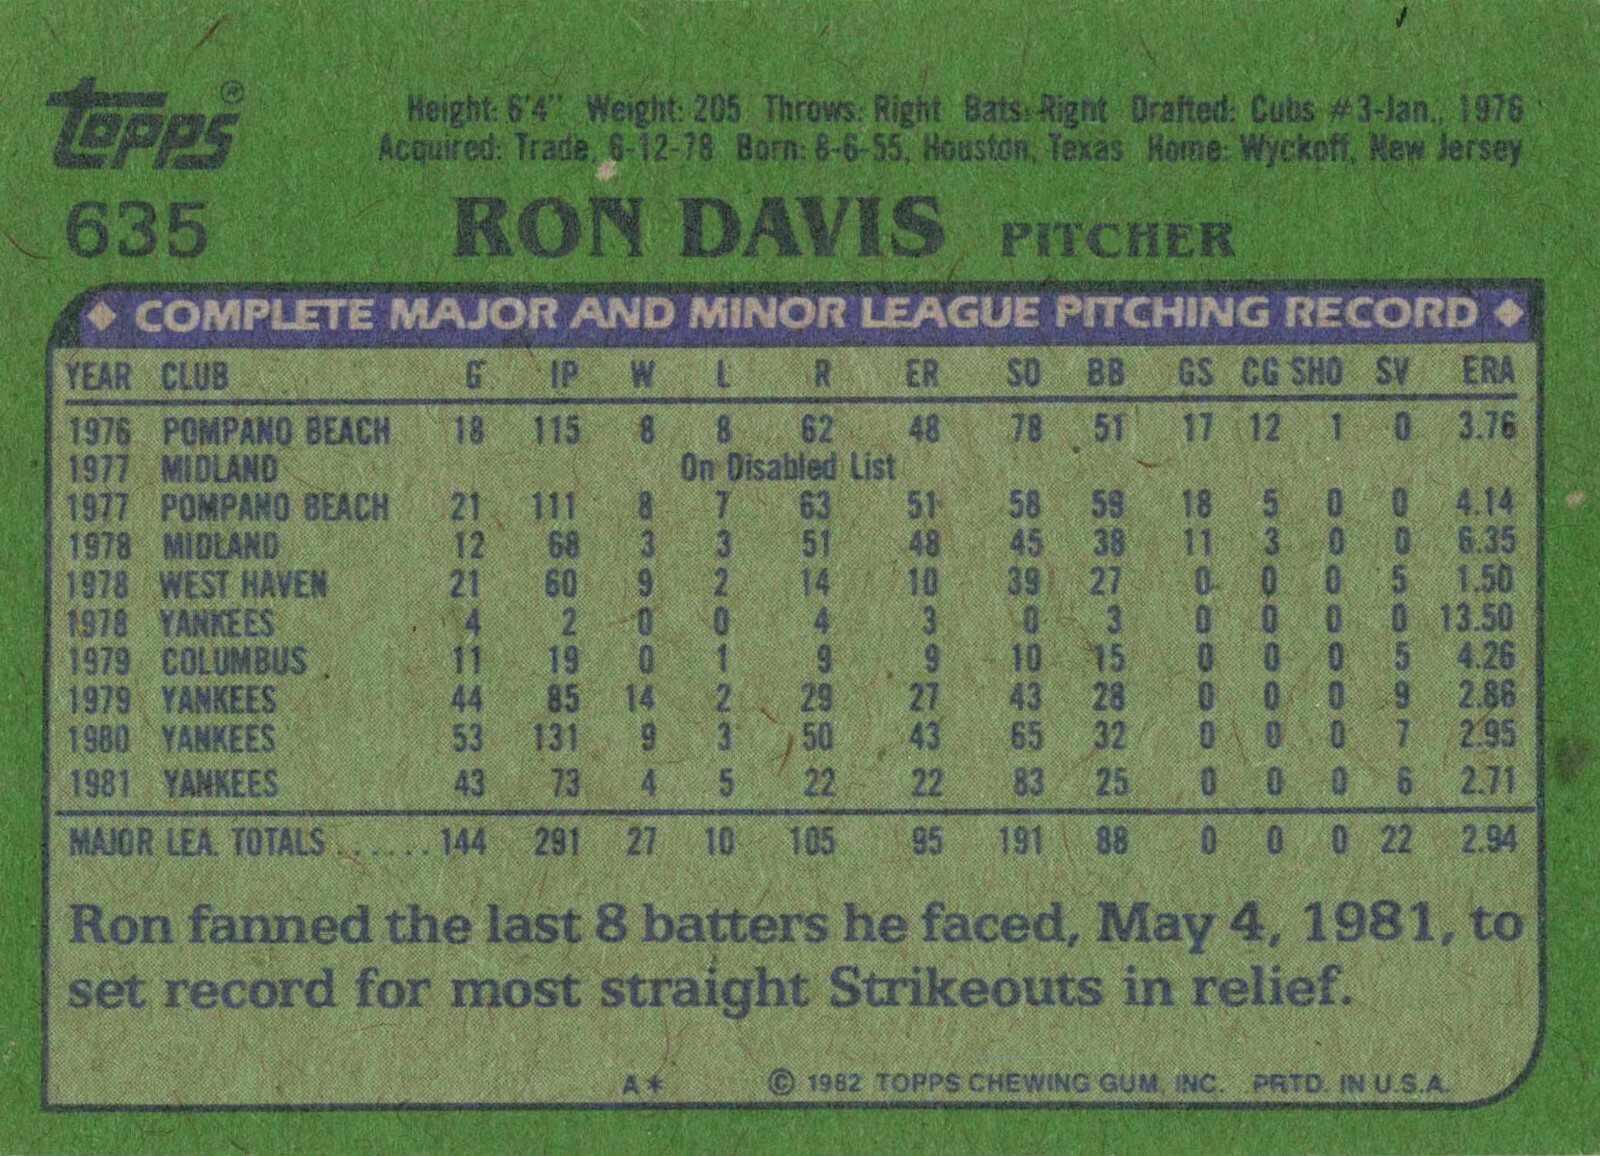 topps®
Height: 6'4" Weight: 205 Throws: Right Bats: Right Drafted: Cubs #3-Jan., 1976
Acquired: Trade, 6-12-78 Born: 8-6-55, Houston, Texas Home: Wyckoff, New Jersey
635 RON DAVIS PITCHER
◆ COMPLETE MAJOR AND MINOR LEAGUE PITCHING RECORD ◆
YEAR CLUB G IP W L R ER SO BB GS CG SHO SV ERA
1976 POMPANO BEACH 18 115 8 8 62 48 78 51 17 12 1 0 3.76
1977 MIDLAND On Disabled List
1977 POMPANO BEACH 21 111 8 7 63 51 58 59 18 5 0 0 4.14
1978 MIDLAND 12 68 3 3 51 48 45 38 11 3 0 0 6.35
1978 WEST HAVEN 21 60 9 2 14 10 39 27 0 0 0 5 1.50
1978 YANKEES 4 2 0 0 4 3 0 3 0 0 0 0 13.50
1979 COLUMBUS 11 19 0 1 9 9 10 15 0 0 0 5 4.26
1979 YANKEES 44 85 14 2 29 27 43 28 0 0 0 9 2.86
1980 YANKEES 53 131 9 3 50 43 65 32 0 0 0 7 2.95
1981 YANKEES 43 73 4 5 22 22 83 25 0 0 0 6 2.71
MAJOR LEA. TOTALS ...... 144 291 27 10 105 95 191 88 0 0 0 22 2.94
Ron fanned the last 8 batters he faced, May 4, 1981, to
set record for most straight Strikeouts in relief.
A* © 1982 TOPPS CHEWING GUM, INC. PRTD. IN U.S.A.